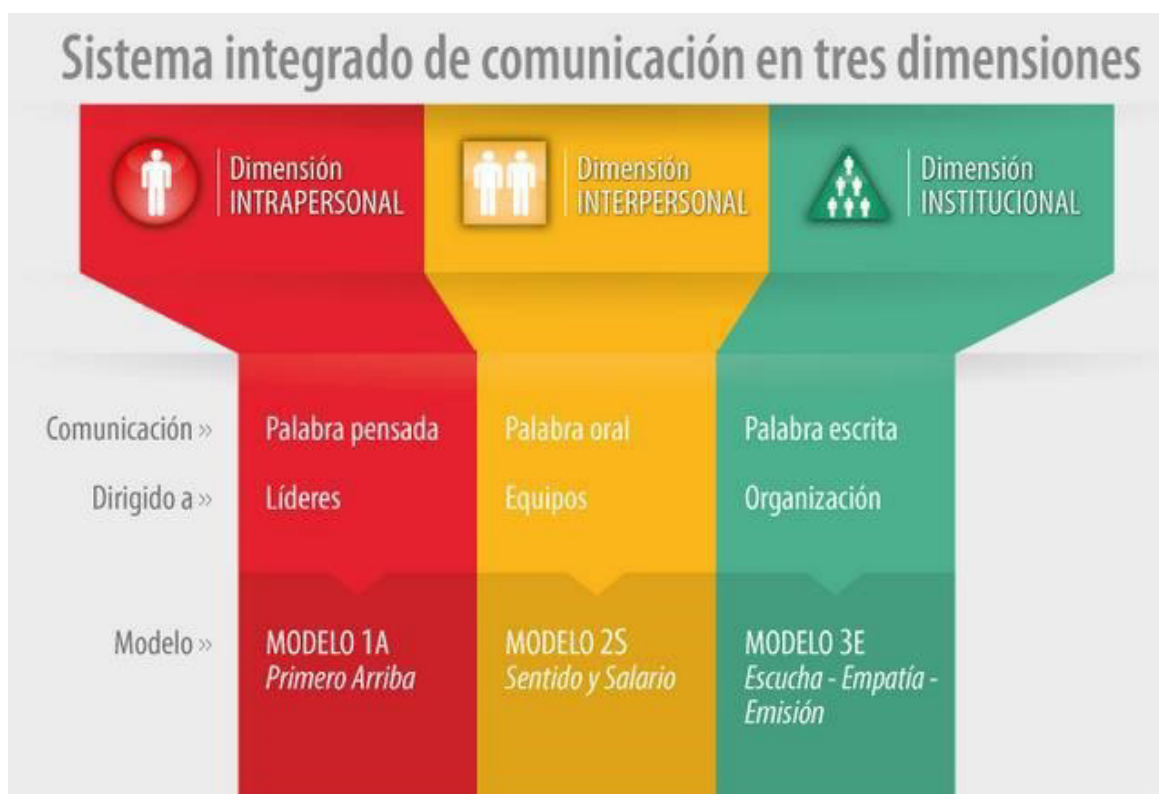 Sistema integrado de comunicación en tres dimensiones
Dimensión
INTRAPERSONAL
Dimensión
INTERPERSONAL
Dimensión
INSTITUCIONAL
Comunicación »
Palabra pensada
Palabra oral
Palabra escrita
Dirigido a »
Líderes
Equipos
Organización
Modelo »
MODELO 1A
Primero Arriba
MODELO 2S
Sentido y Salario
MODELO 3E
Escucha - Empatía -
Emisión